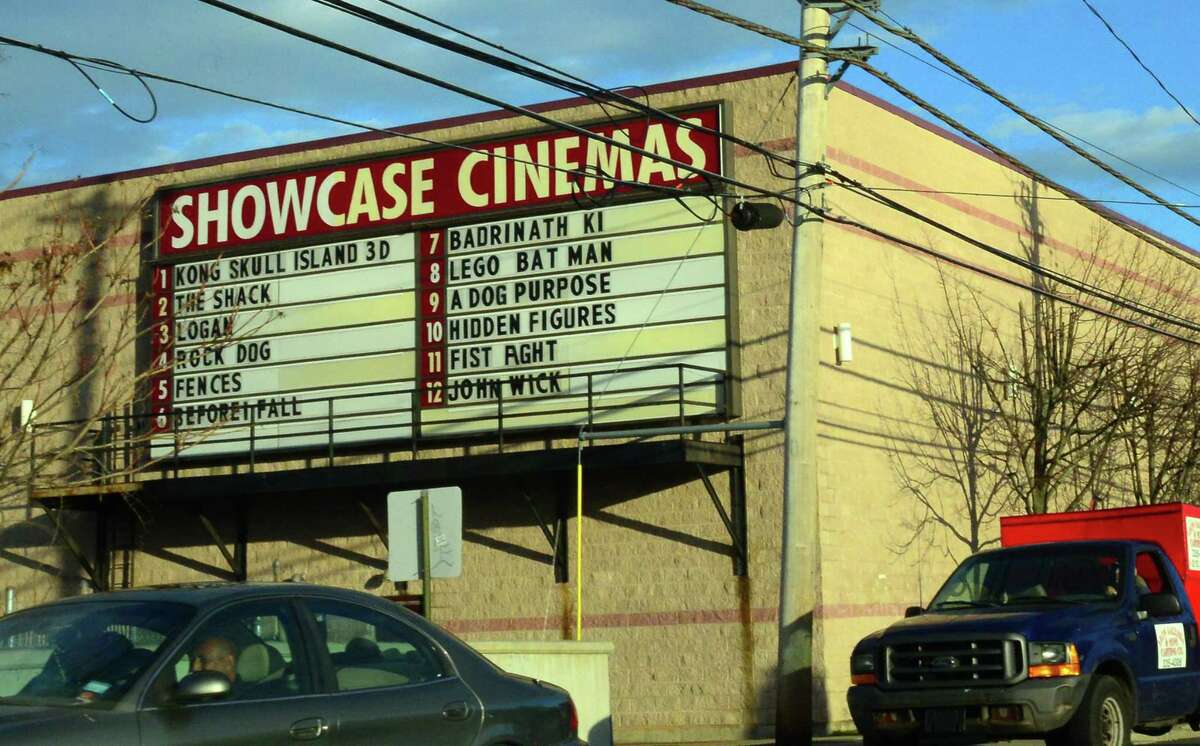 SHOWCASE CINEMAS
1 KONG SKULL ISLAND 3D
2 THE SHACK
3 LOGAN
4 ROCK DOG
5 FENCES
6 BEFORE I FALL
7 BADRINATH KI
8 LEGO BAT MAN
9 A DOG PURPOSE
10 HIDDEN FIGURES
11 FIST FIGHT
12 JOHN WICK